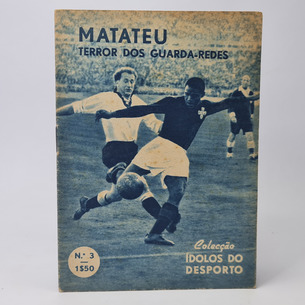 MATATEU
TERROR DOS GUARDA-REDES
N.º 3
1$50
Colecção
ÍDOLOS DO
DESPORTO